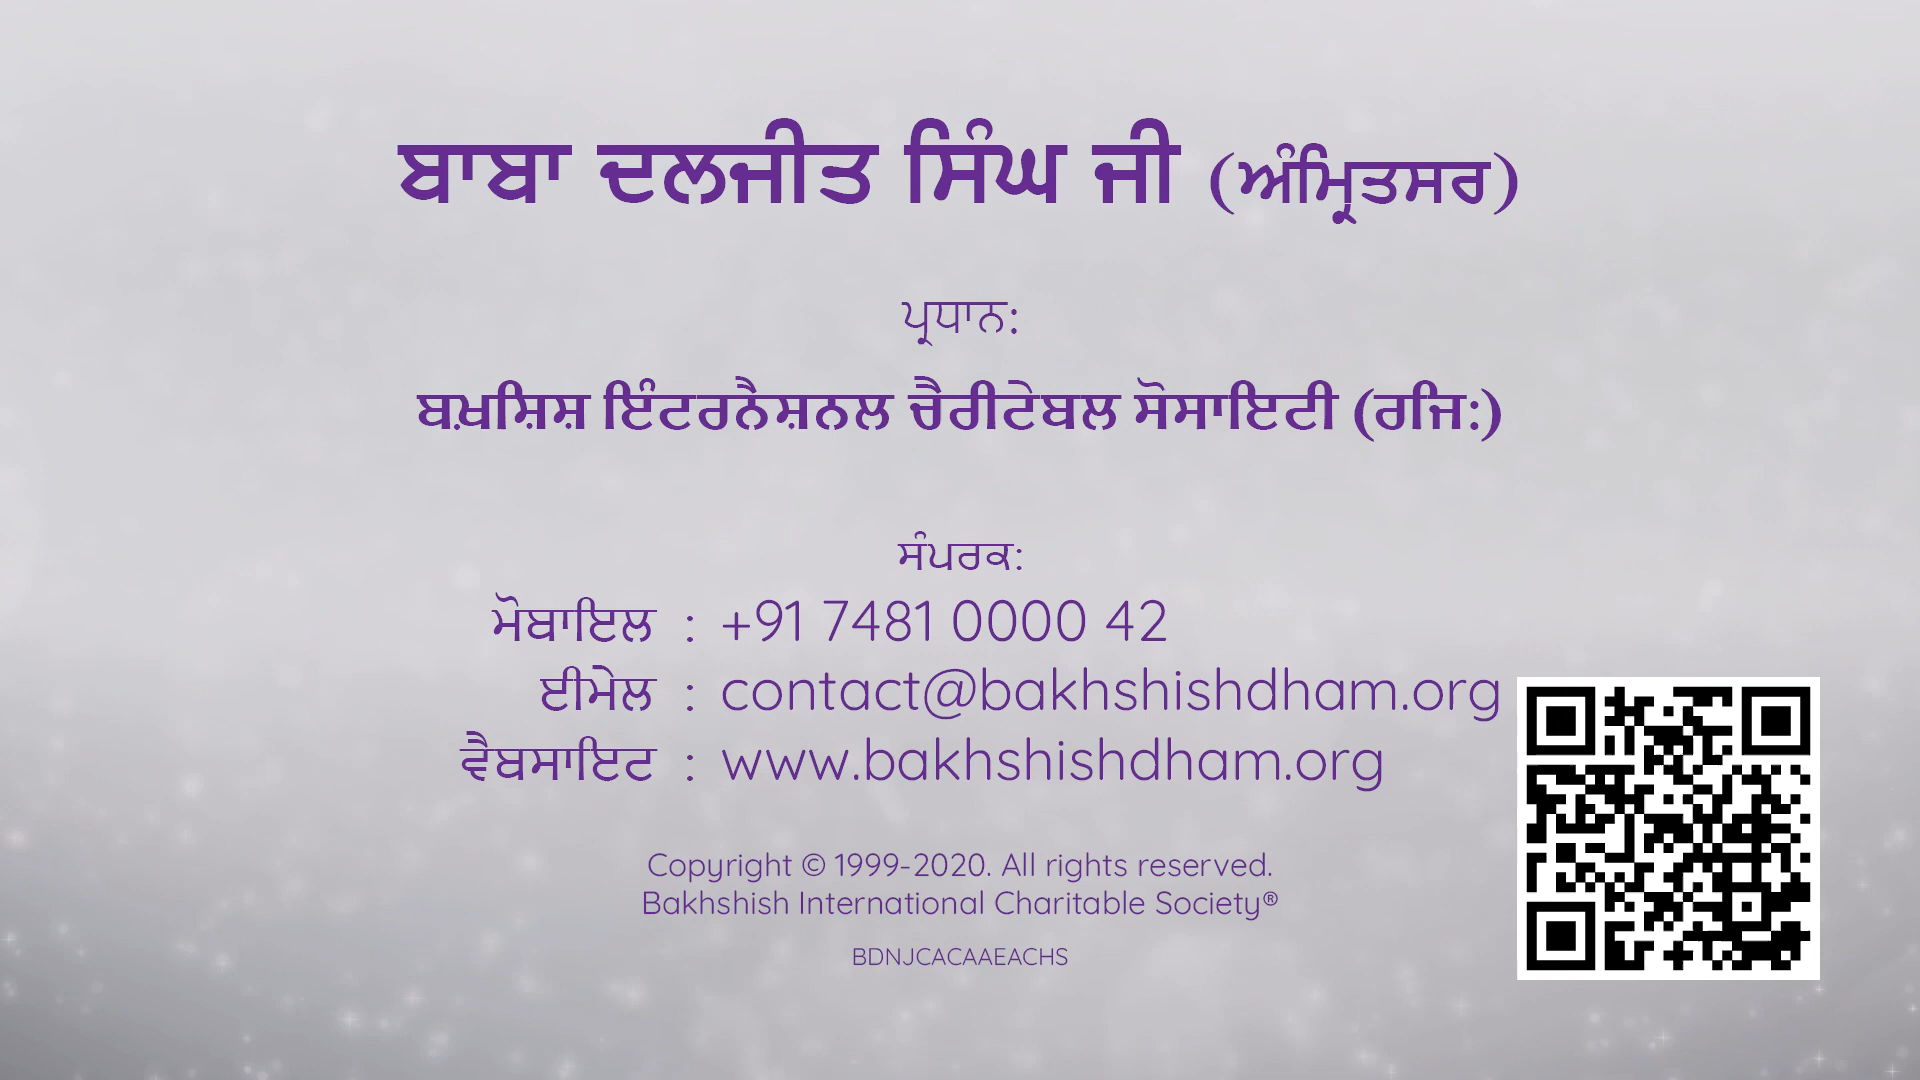 ਬਾਬਾ ਦਲਜੀਤ ਸਿੰਘ ਜੀ (ਅੰਮ੍ਰਿਤਸਰ)
ਪ੍ਰਧਾਨ:
ਬਖ਼ਸ਼ਿਸ਼ ਇੰਟਰਨੈਸ਼ਨਲ ਚੈਰੀਟੇਬਲ ਸੋਸਾਇਟੀ (ਰਜਿ:)
ਸੰਪਰਕ:
ਮੋਬਾਇਲ : +91 7481 0000 42
ਈਮੇਲ : contact@bakhshishdham.org
ਵੈਬਸਾਇਟ : www.bakhshishdham.org
Copyright © 1999-2020. All rights reserved.
Bakhshish International Charitable Society®
BDNJCACAAEACHS